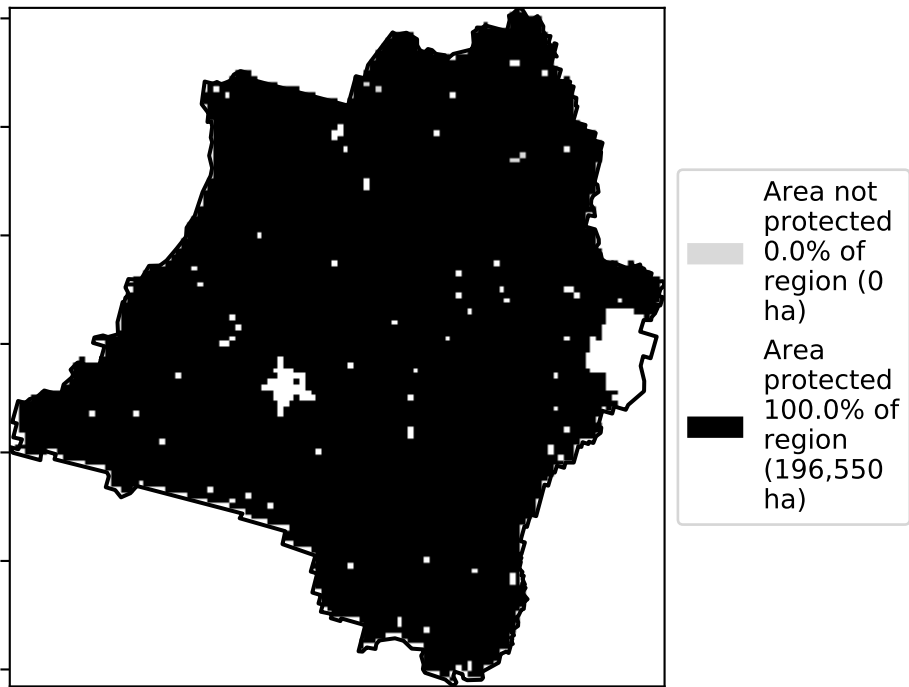 Area not
protected
0.0% of
region (0
ha)
Area
protected
100.0% of
region
(196,550
ha)